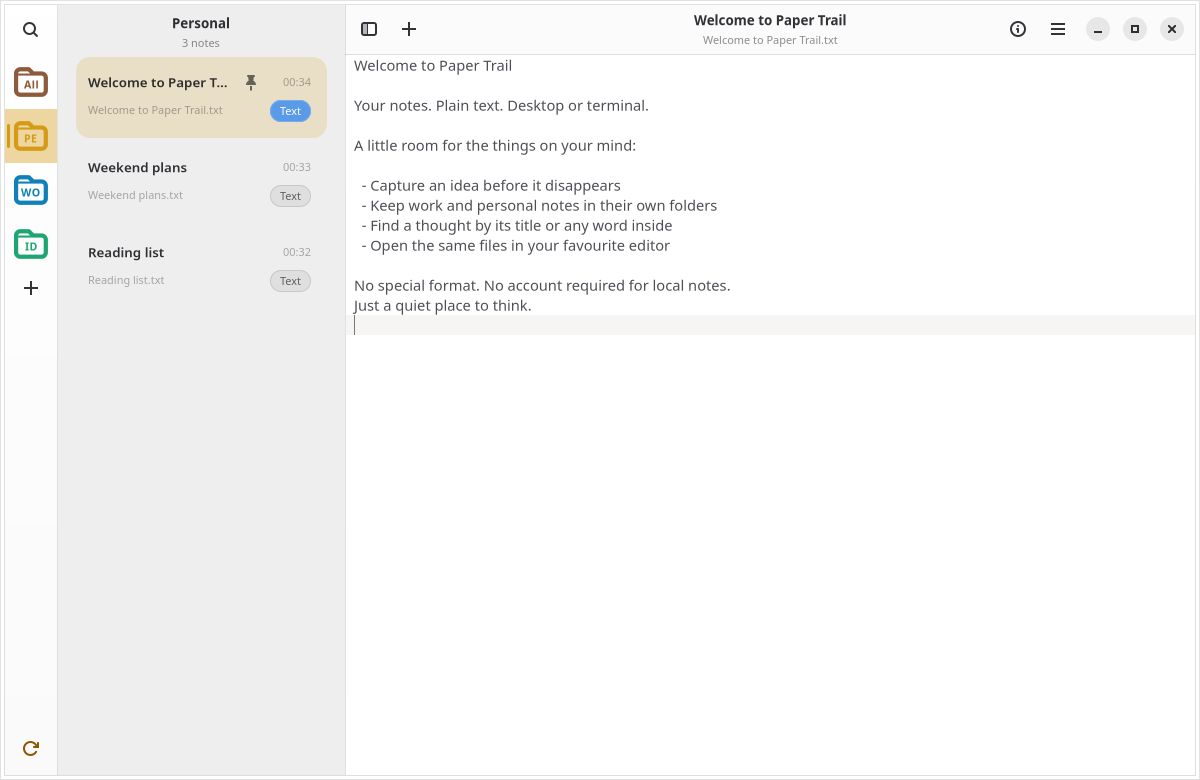 All
PE
WO
ID
Personal
3 notes
Welcome to Paper T...
00:34
Welcome to Paper Trail.txt
Text
Weekend plans
00:33
Weekend plans.txt
Text
Reading list
00:32
Reading list.txt
Text
Welcome to Paper Trail
Welcome to Paper Trail.txt
Welcome to Paper Trail
Your notes. Plain text. Desktop or terminal.
A little room for the things on your mind:
- Capture an idea before it disappears
- Keep work and personal notes in their own folders
- Find a thought by its title or any word inside
- Open the same files in your favourite editor
No special format. No account required for local notes.
Just a quiet place to think.